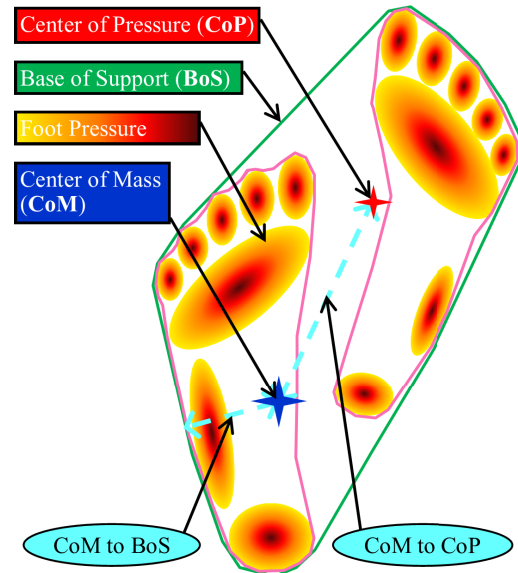 Center of Pressure (CoP)
Base of Support (BoS)
Foot Pressure
Center of Mass
(CoM)
CoM to BoS
CoM to CoP